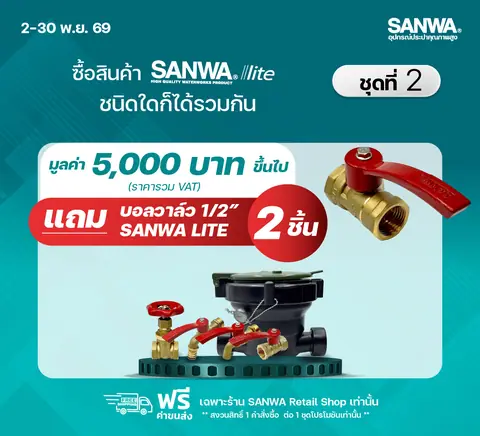 2-30 พ.ย. 69
SANWA®
อุปกรณ์ประปาคุณภาพสูง
ซื้อสินค้า SANWA® lite
HIGH QUALITY WATERWORKS PRODUCT
ชนิดใดก็ได้รวมกัน
ชุดที่ 2
มูลค่า 5,000 บาท ขึ้นไป
(ราคารวม VAT)
แถม บอลวาล์ว 1/2” SANWA LITE 2 ชิ้น
ฟรี ค่าขนส่ง
เฉพาะร้าน SANWA Retail Shop เท่านั้น
** สงวนสิทธิ์ 1 คำสั่งซื้อ ต่อ 1 ชุดโปรโมชันเท่านั้น **